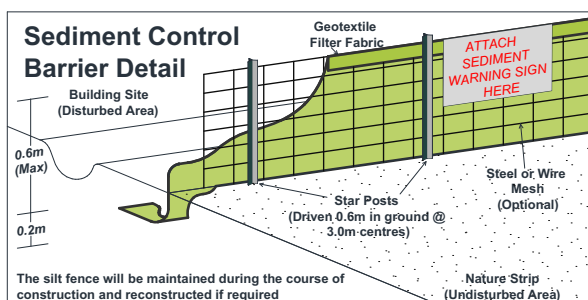 Sediment Control
Barrier Detail
Geotextile
Filter Fabric
ATTACH
SEDIMENT
WARNING SIGN
HERE
Building Site
(Disturbed Area)
0.6m
(Max)
0.2m
Star Posts
(Driven 0.6m in ground @
3.0m centres)
Steel or Wire
Mesh
(Optional)
The silt fence will be maintained during the course of
construction and reconstructed if required
Nature Strip
(Undisturbed Area)